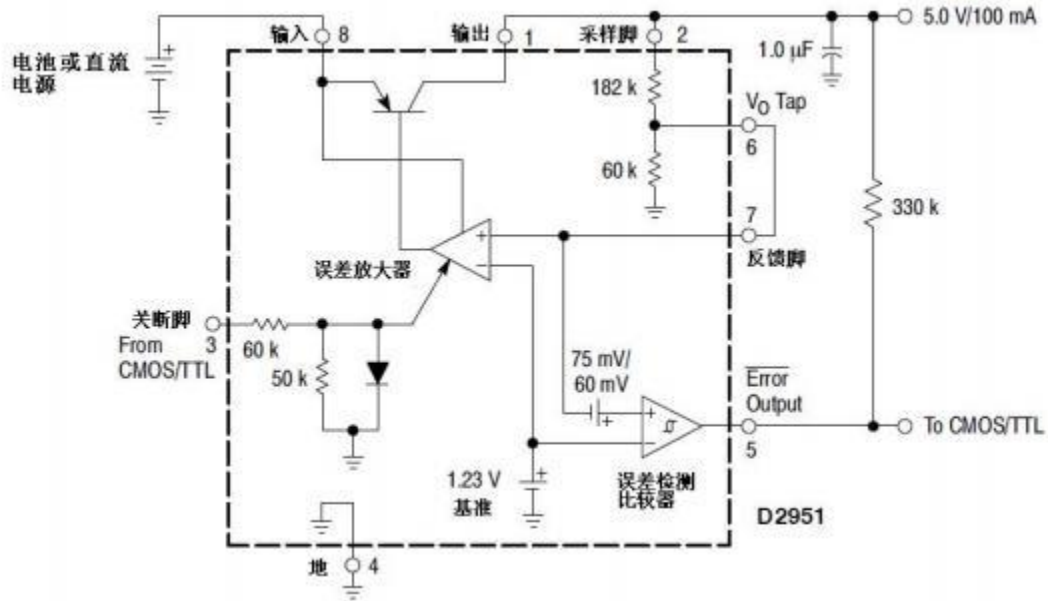 输入 8
输出 1
采样脚 2
5.0 V/100 mA
电池或直流
电源
1.0 μF
182 k
VO Tap
6
60 k
330 k
7
反馈脚
误差放大器
关断脚
3
From
CMOS/TTL
60 k
50 k
75 mV/
60 mV
Error
Output
5
To CMOS/TTL
1.23 V
基准
误差检测
比较器
D2951
地 4